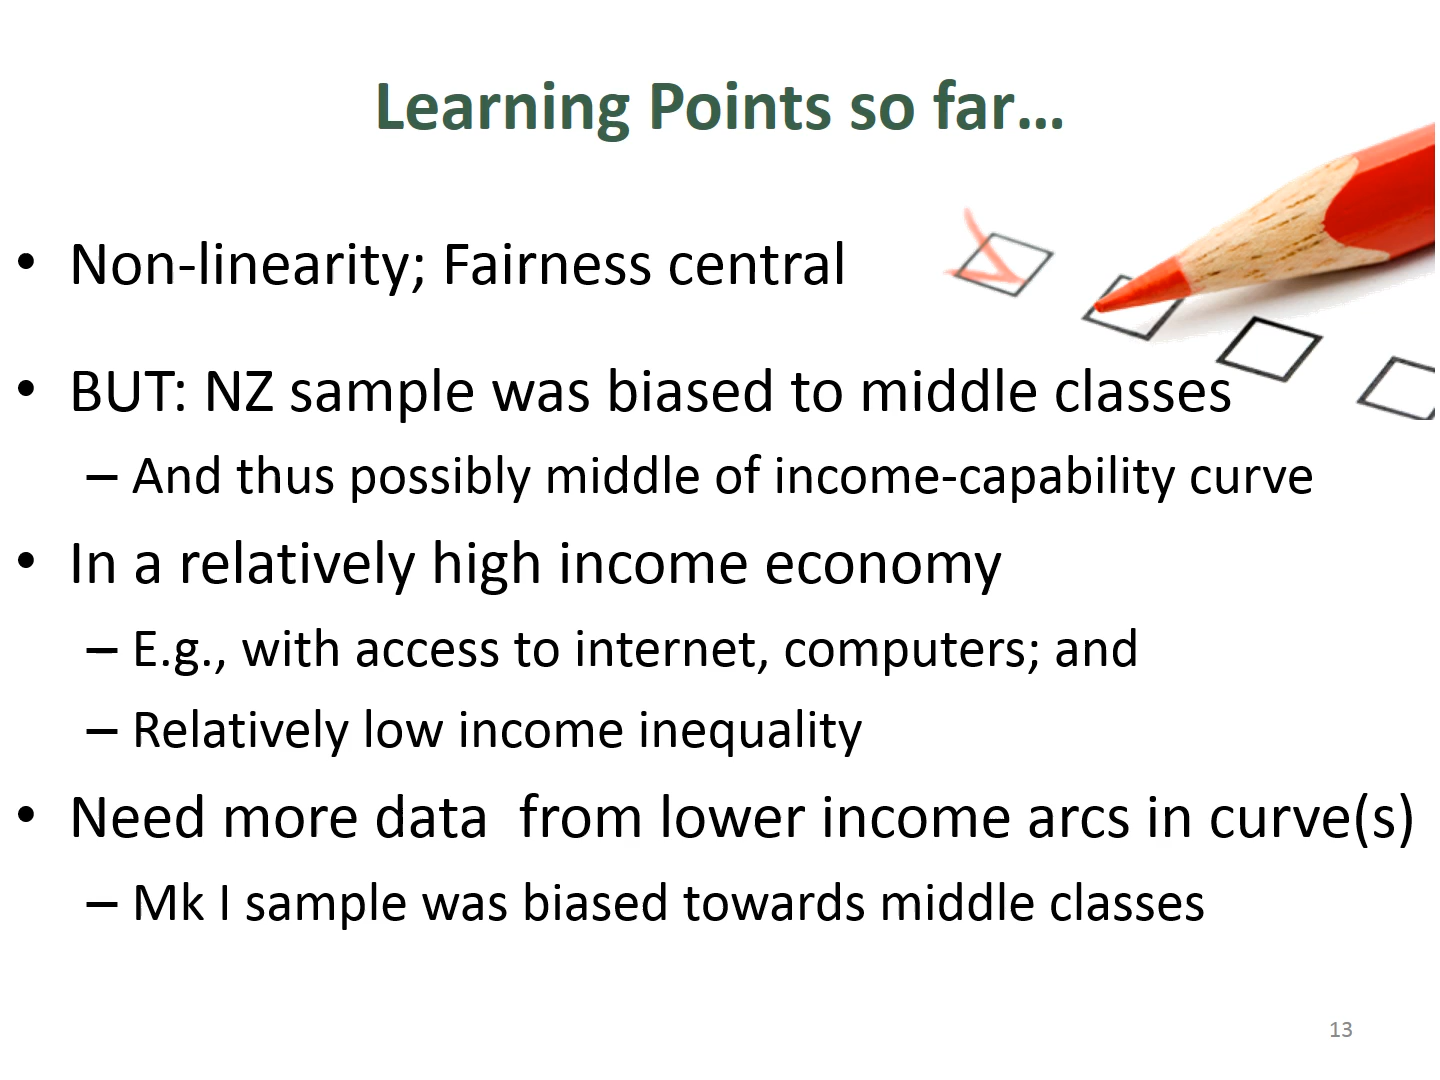 Learning Points so far…
• Non-linearity; Fairness central
• BUT: NZ sample was biased to middle classes
– And thus possibly middle of income-capability curve
• In a relatively high income economy
– E.g., with access to internet, computers; and
– Relatively low income inequality
• Need more data  from lower income arcs in curve(s)
– Mk I sample was biased towards middle classes
13